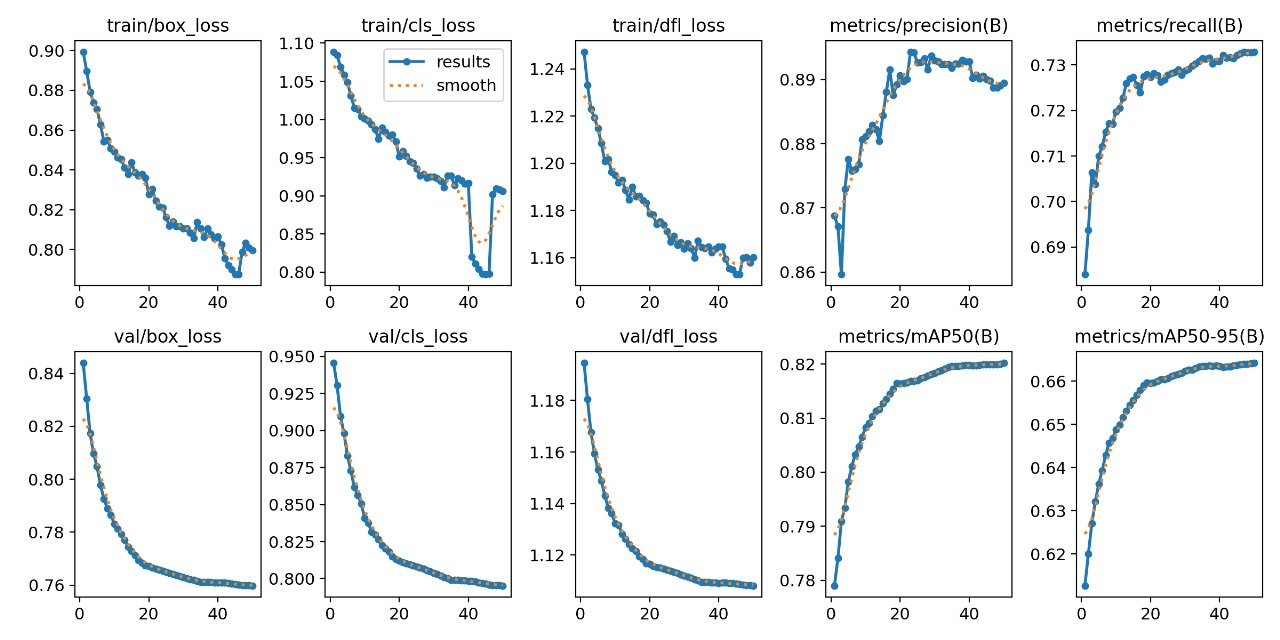 train/box_loss
train/cls_loss
train/dfl_loss
metrics/precision(B)
metrics/recall(B)
0.90
0.88
0.86
0.84
0.82
0.80
0 20 40
1.10
1.05
1.00
0.95
0.90
0.85
0.80
results
smooth
0 20 40
1.24
1.22
1.20
1.18
1.16
0 20 40
0.89
0.88
0.87
0.86
0 20 40
0.73
0.72
0.71
0.70
0.69
0 20 40
val/box_loss
val/cls_loss
val/dfl_loss
metrics/mAP50(B)
metrics/mAP50-95(B)
0.84
0.82
0.80
0.78
0.76
0 20 40
0.950
0.925
0.900
0.875
0.850
0.825
0.800
0 20 40
1.18
1.16
1.14
1.12
0 20 40
0.82
0.81
0.80
0.79
0.78
0 20 40
0.66
0.65
0.64
0.63
0.62
0 20 40